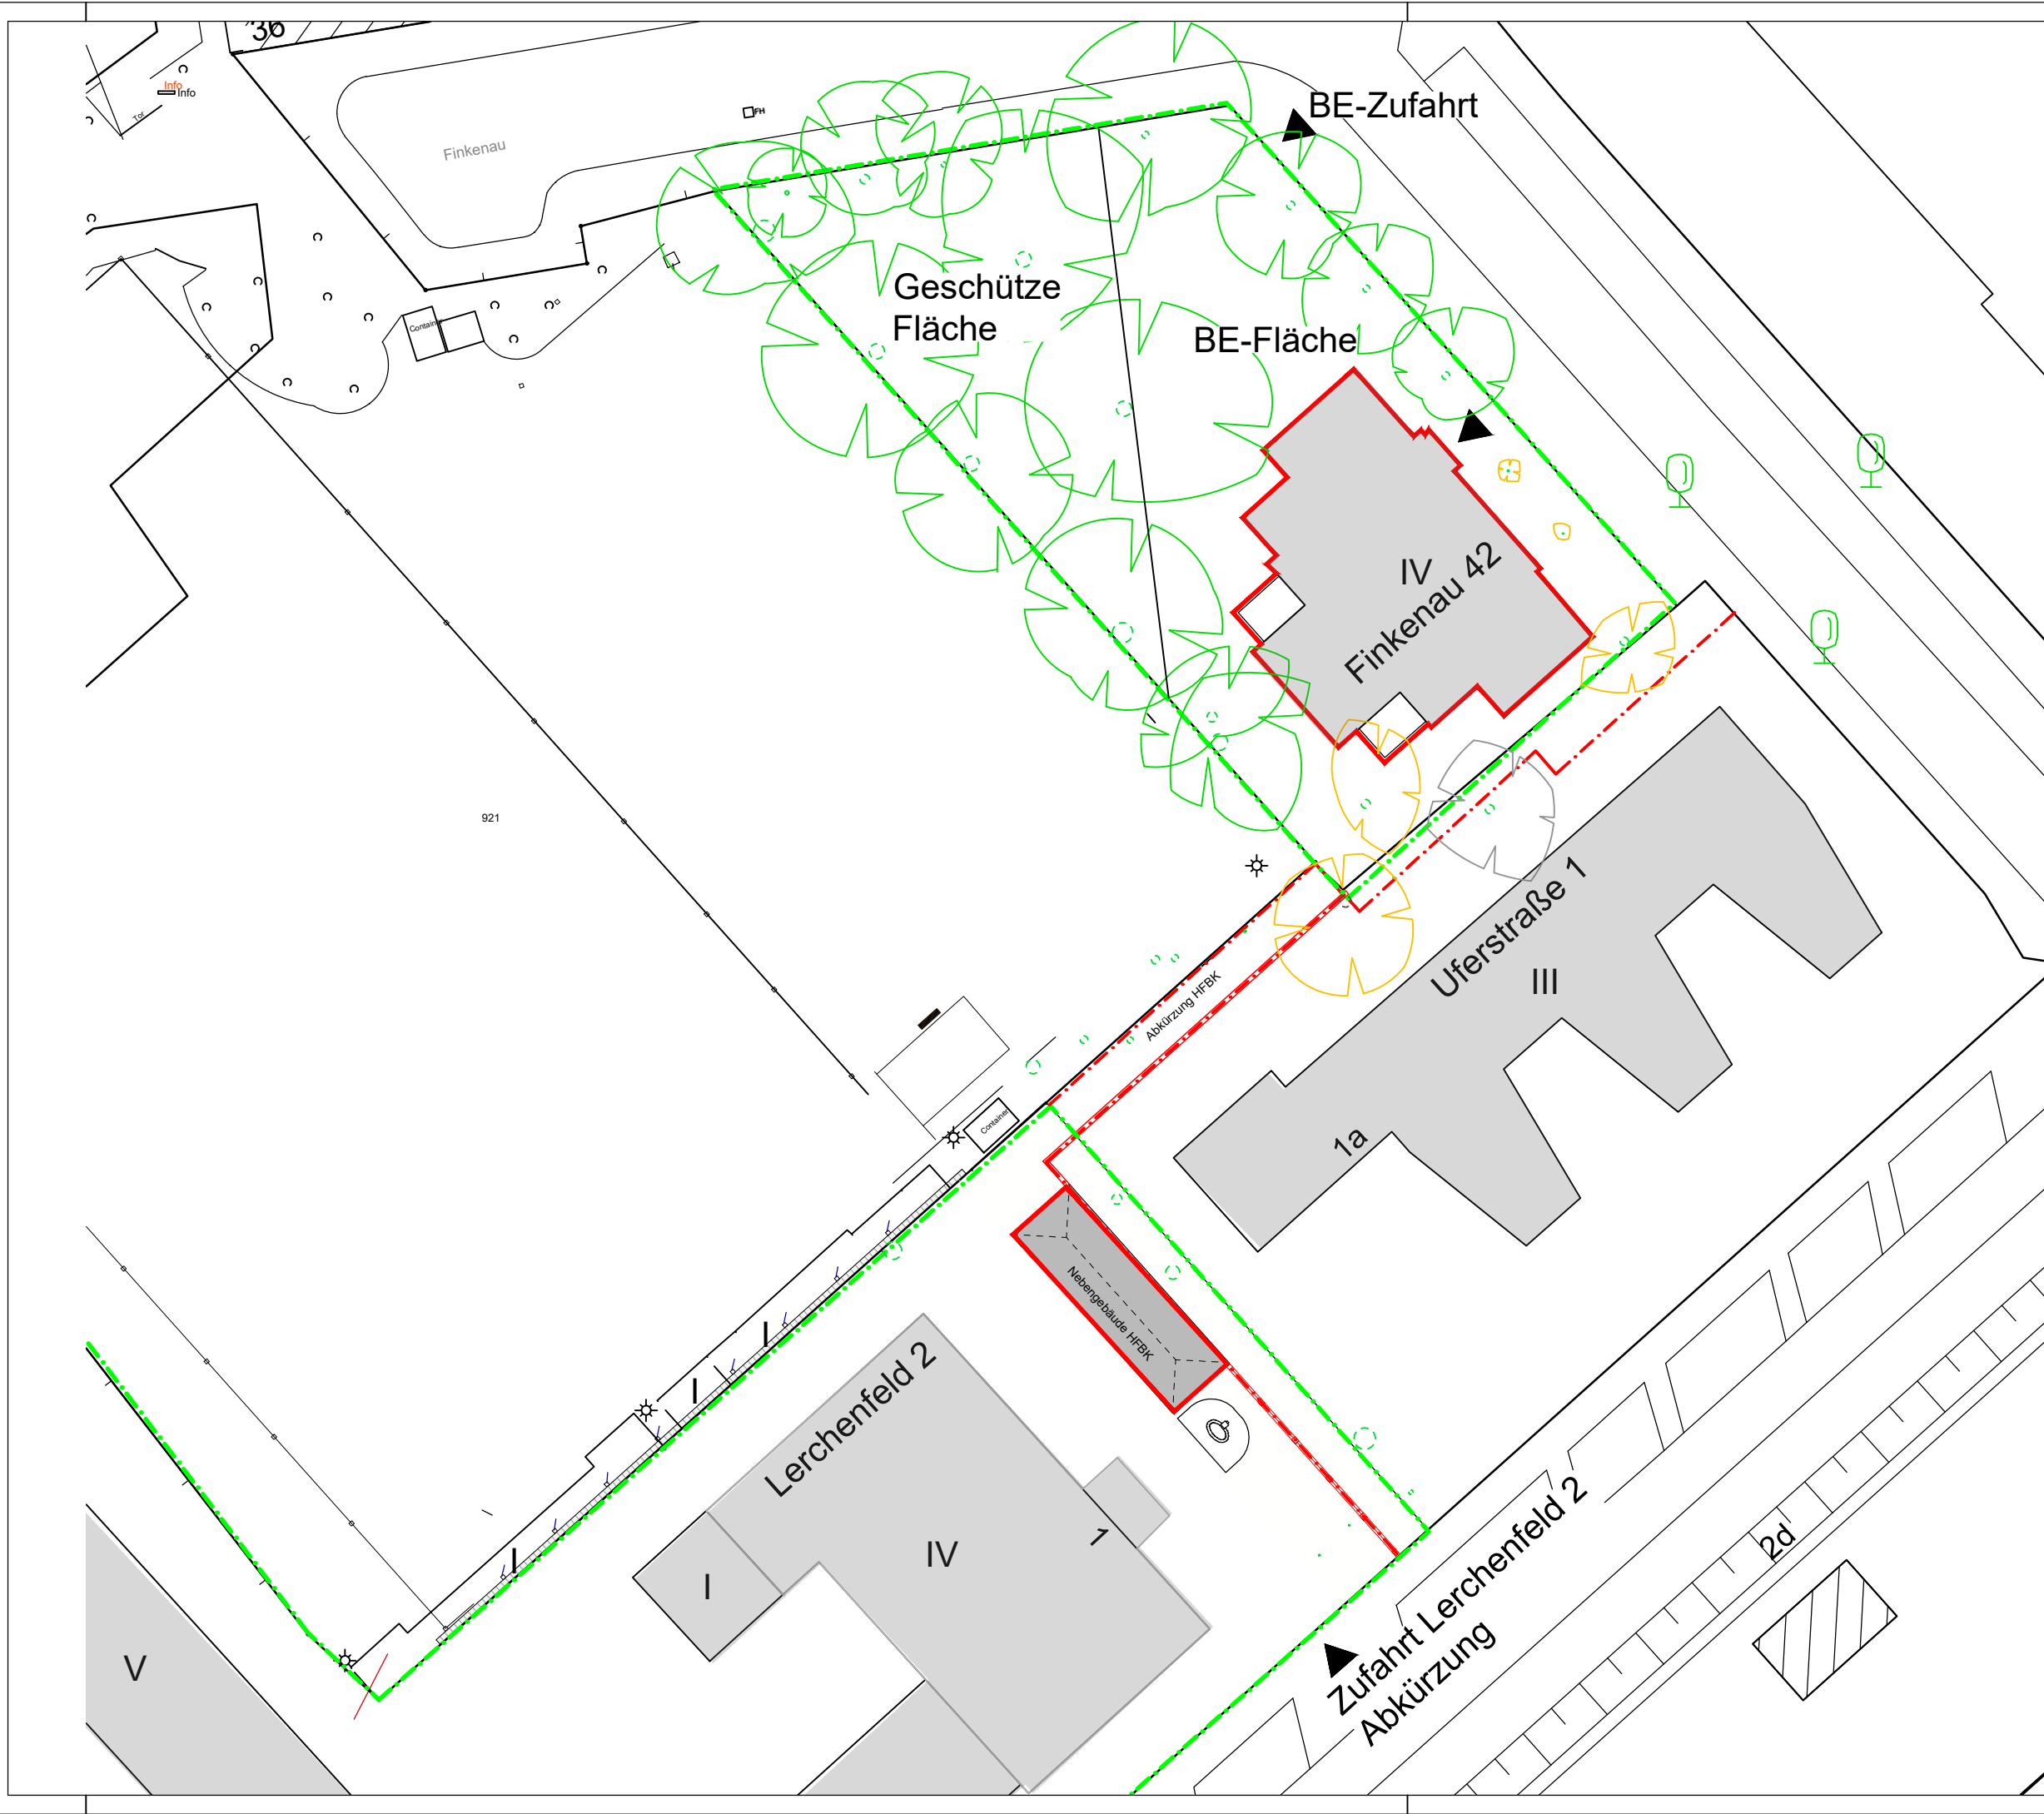 36
Info
Info
Tor
FH
Finkenau
BE-Zufahrt
Container
Geschütze
Fläche
BE-Fläche
IV
Finkenau 42
921
Uferstraße 1
III
Abkürzung HFBK
1a
Container
Nebengebäude HFBK
I
I
I
Lerchenfeld 2
IV
1
I
V
2d
Zufahrt Lerchenfeld 2
Abkürzung